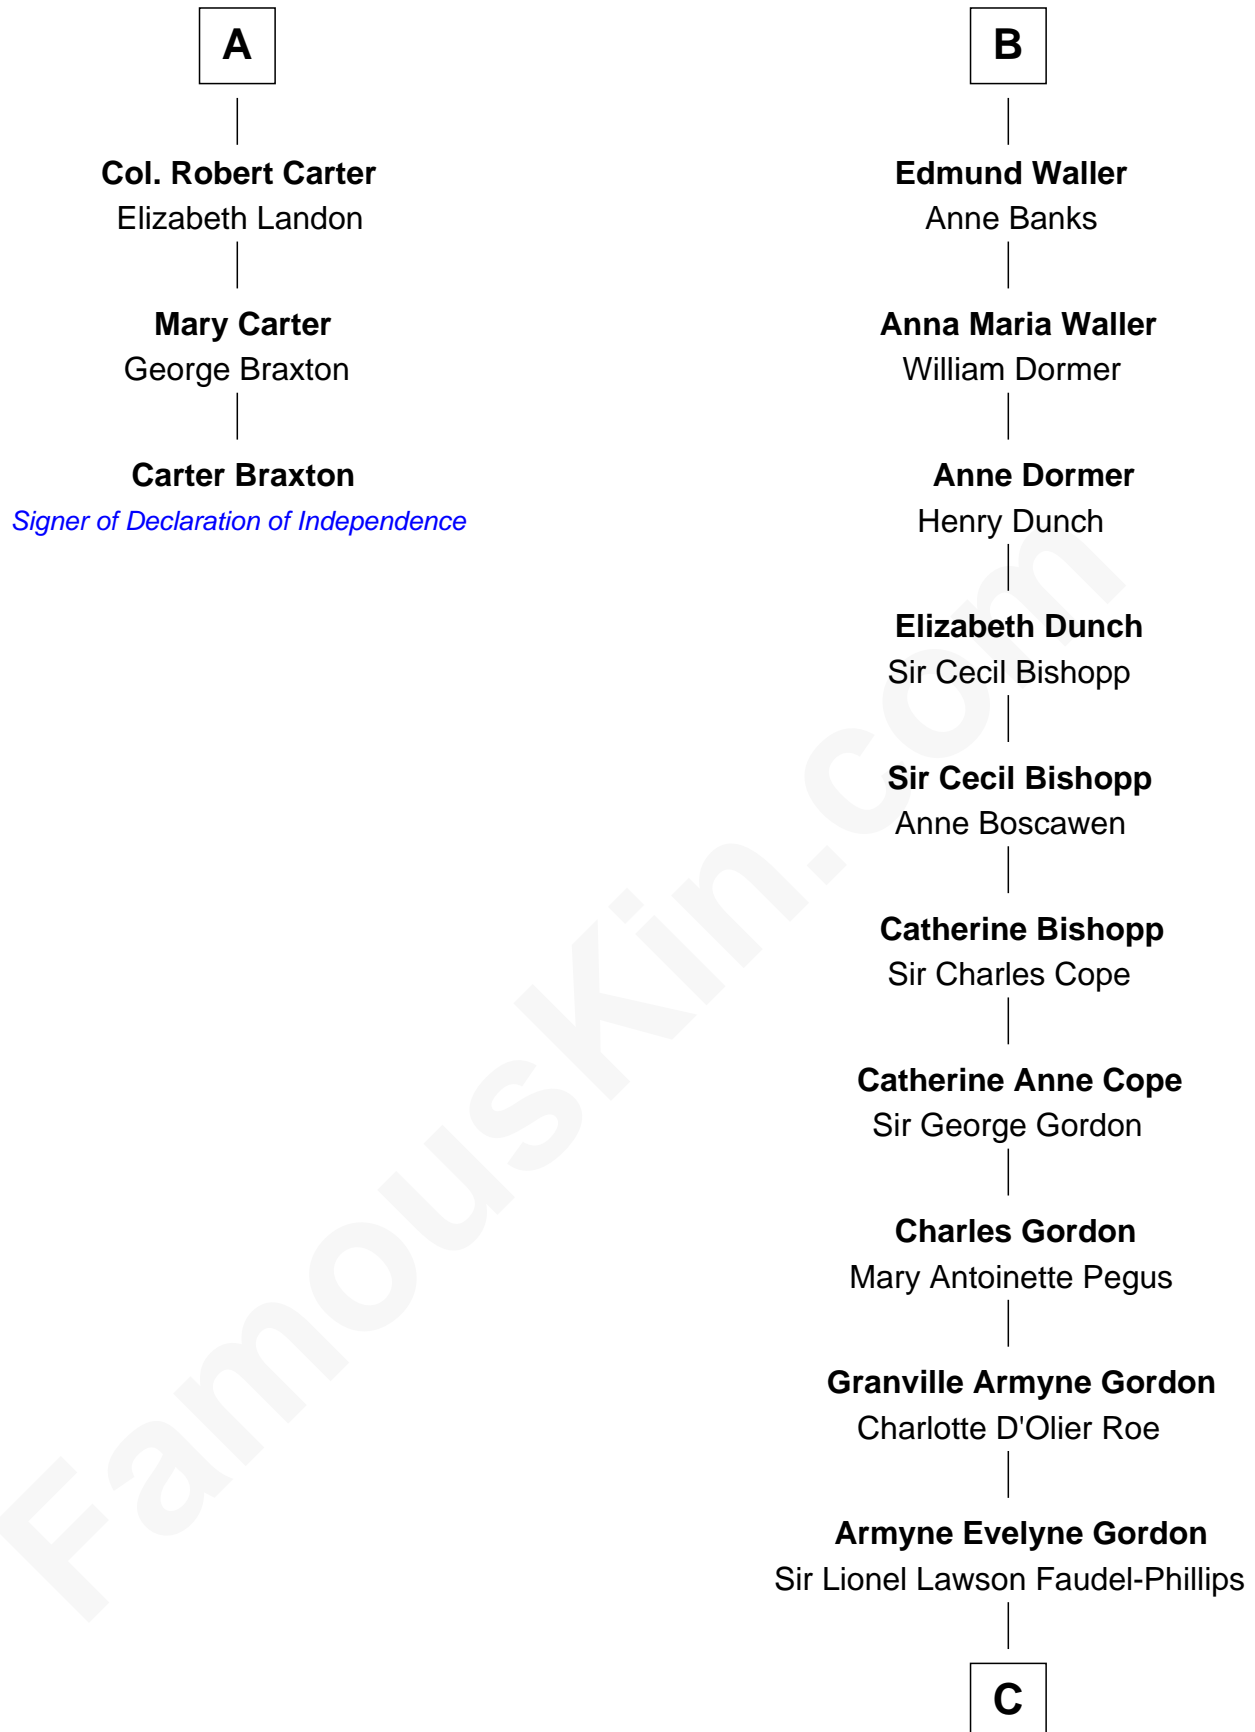 A
Col. Robert Carter
Elizabeth Landon
Mary Carter
George Braxton
Carter Braxton
Signer of Declaration of Independence
B
Edmund Waller
Anne Banks
Anna Maria Waller
William Dormer
Anne Dormer
Henry Dunch
Elizabeth Dunch
Sir Cecil Bishopp
Sir Cecil Bishopp
Anne Boscawen
Catherine Bishopp
Sir Charles Cope
Catherine Anne Cope
Sir George Gordon
Charles Gordon
Mary Antoinette Pegus
Granville Armyne Gordon
Charlotte D'Olier Roe
Armyne Evelyne Gordon
Sir Lionel Lawson Faudel-Phillips
C
FamousKin.com